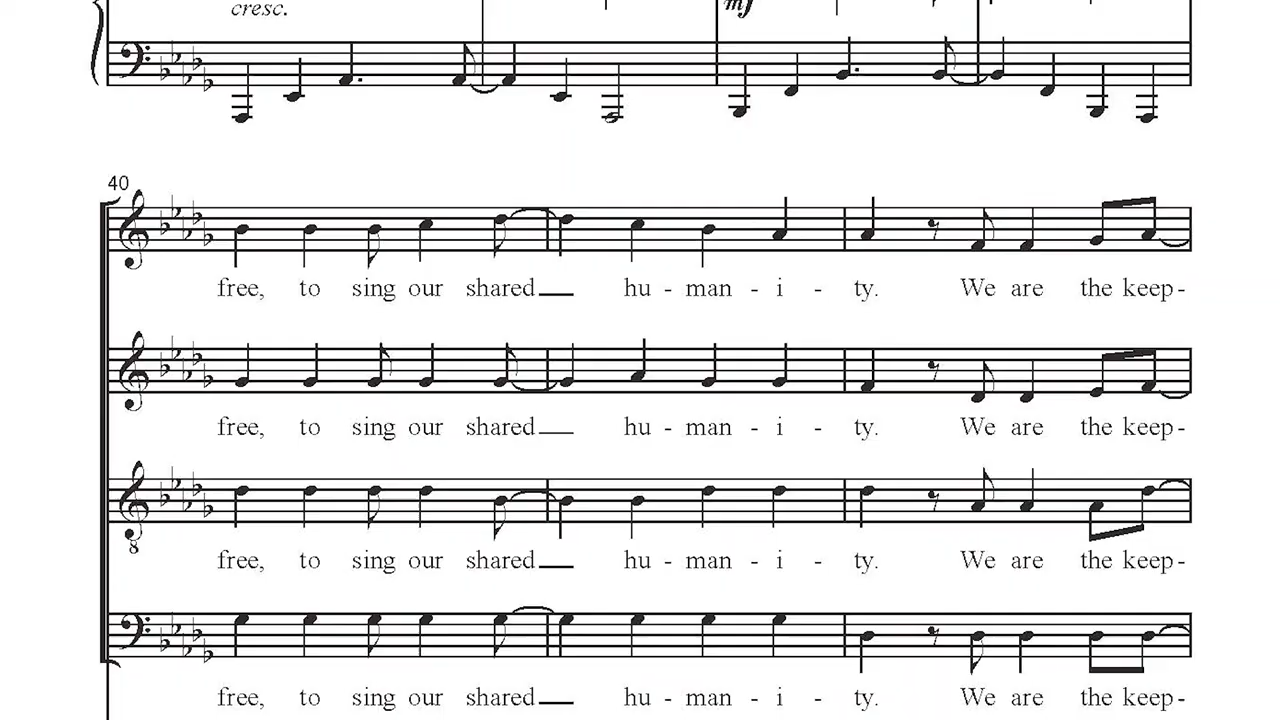 cresc.
mf
40
free, to sing our shared hu - man - i - ty. We are the keep-
free, to sing our shared hu - man - i - ty. We are the keep-
8
free, to sing our shared hu - man - i - ty. We are the keep-
free, to sing our shared hu - man - i - ty. We are the keep-